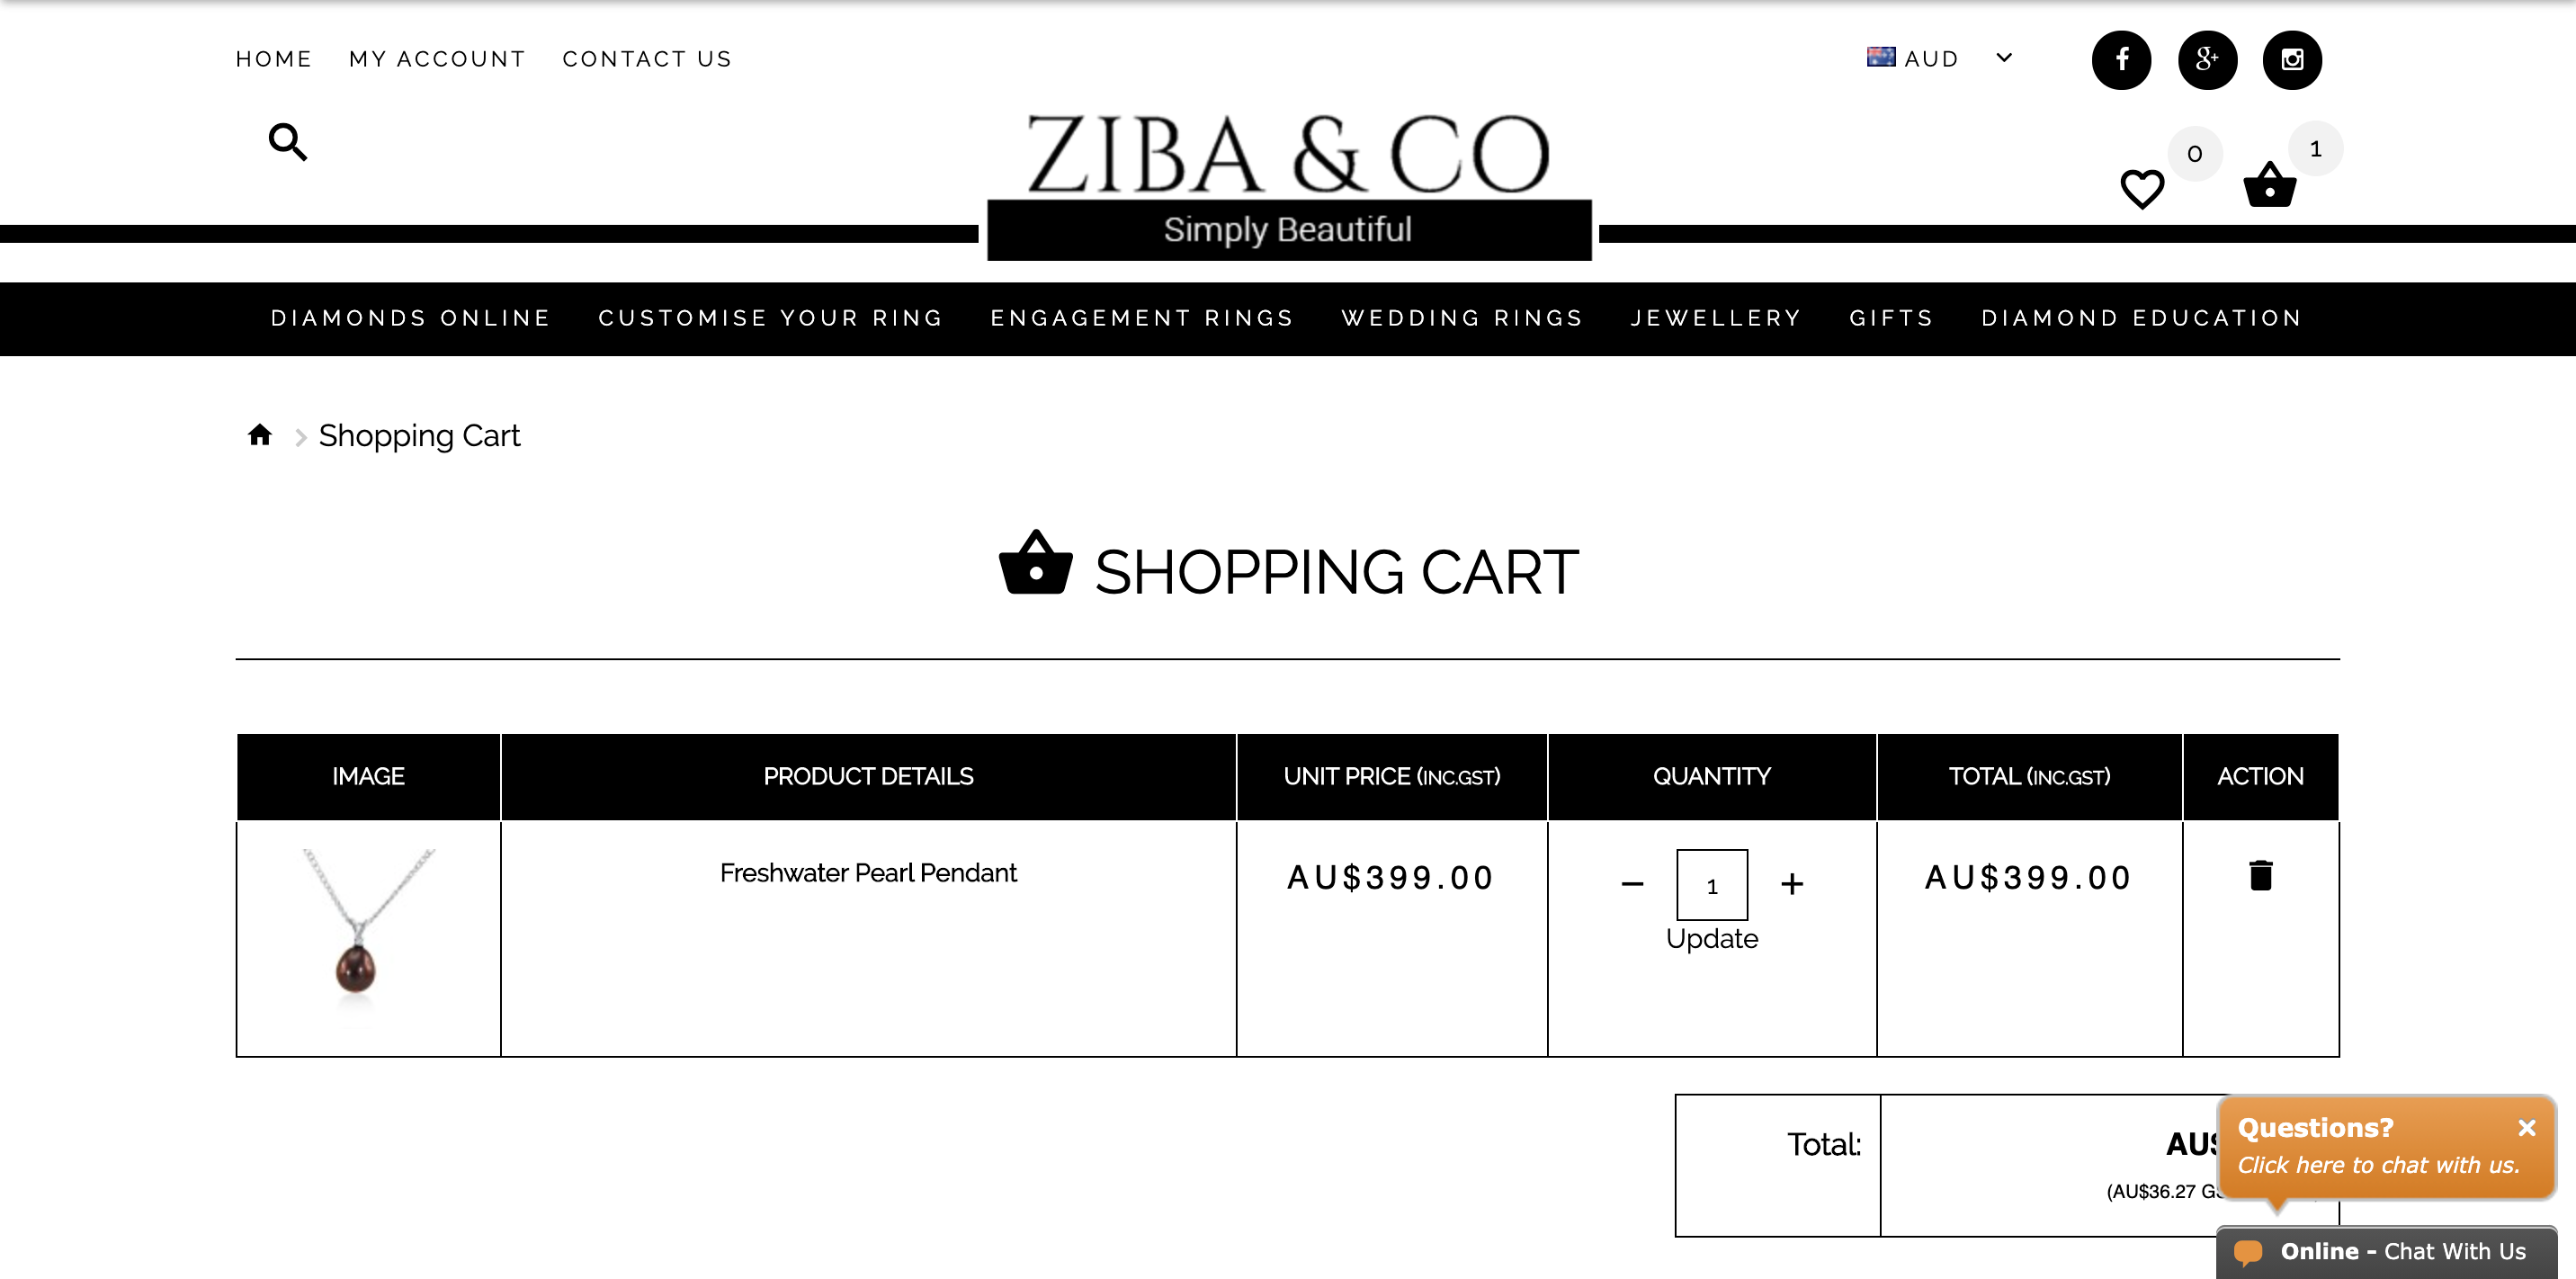 HOME MY ACCOUNT CONTACT US
AUD
ZIBA & CO
Simply Beautiful
0
1
DIAMONDS ONLINE CUSTOMISE YOUR RING ENGAGEMENT RINGS WEDDING RINGS JEWELLERY GIFTS DIAMOND EDUCATION
Shopping Cart
SHOPPING CART
IMAGE PRODUCT DETAILS UNIT PRICE (INC.GST) QUANTITY TOTAL (INC.GST) ACTION
Freshwater Pearl Pendant AU$399.00 − 1 + AU$399.00
Update
Total:
(AU$36.27
Questions?
Click here to chat with us.
Online - Chat With Us